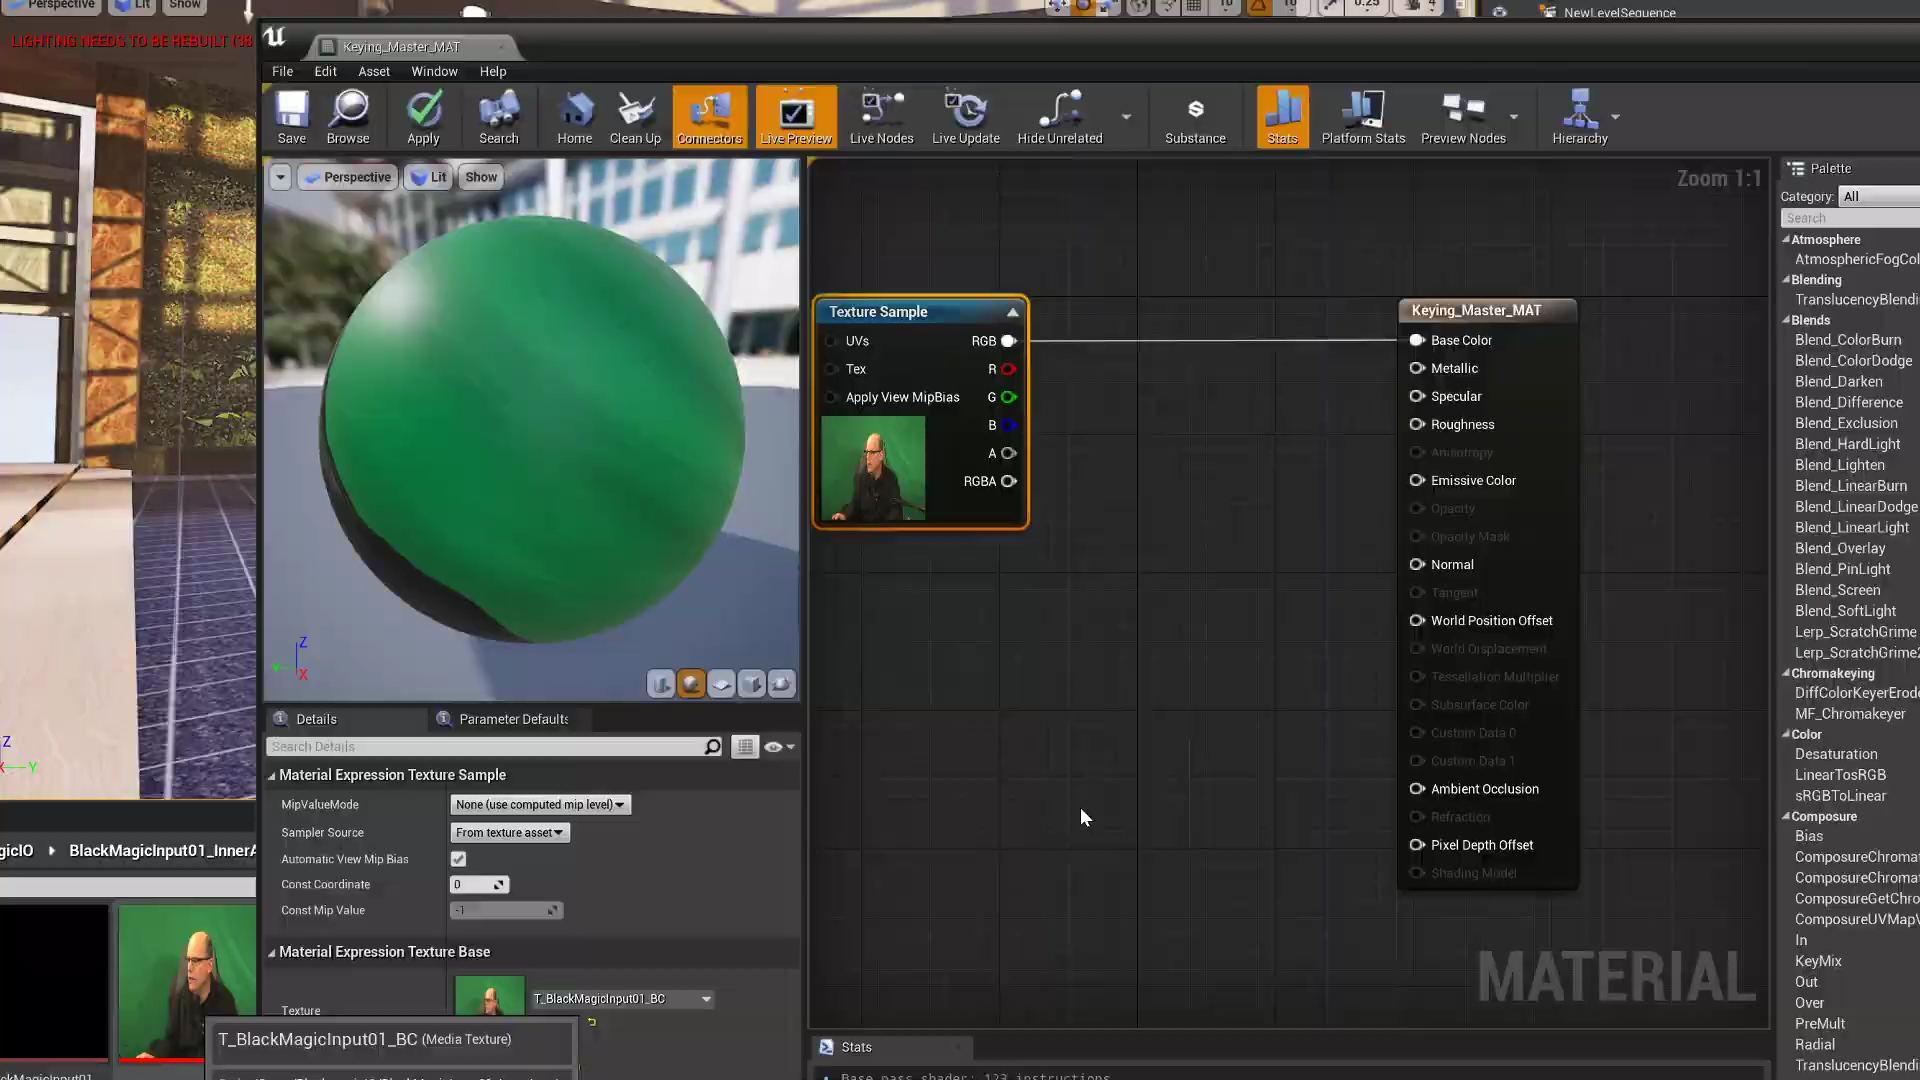 Perspective Lit Show
10 10 0.25 4
NewLevelSequence
LIGHTING NEEDS TO BE REBUILT (38
Keying_Master_MAT
File Edit Asset Window Help
Save Browse Apply Search Home Clean Up Connectors Live Preview Live Nodes Live Update Hide Unrelated Substance Stats Platform Stats Preview Nodes Hierarchy
Perspective Lit Show
Zoom 1:1
Texture Sample
UVs RGB
Tex R
Apply View MipBias G
B
A
RGBA
Keying_Master_MAT
Base Color
Metallic
Specular
Roughness
Anisotropy
Emissive Color
Opacity
Opacity Mask
Normal
Tangent
World Position Offset
World Displacement
Tessellation Multiplier
Subsurface Color
Custom Data 0
Custom Data 1
Ambient Occlusion
Refraction
Pixel Depth Offset
Shading Model
MATERIAL
Z
X
Z
Y
Details Parameter Defaults
Search Details
Material Expression Texture Sample
MipValueMode None (use computed mip level)
Sampler Source From texture asset
Automatic View Mip Bias
Const Coordinate 0
Const Mip Value -1
Material Expression Texture Base
Texture T_BlackMagicInput01_BC
T_BlackMagicInput01_BC (Media Texture)
gicIO BlackMagicInput01_InnerA
Stats
Base pass shader: 123 instructions
Palette
Category: All
Search
Atmosphere
AtmosphericFogCol
Blending
TranslucencyBlendi
Blends
Blend_ColorBurn
Blend_ColorDodge
Blend_Darken
Blend_Difference
Blend_Exclusion
Blend_HardLight
Blend_Lighten
Blend_LinearBurn
Blend_LinearDodge
Blend_LinearLight
Blend_Overlay
Blend_PinLight
Blend_Screen
Blend_SoftLight
Lerp_ScratchGrime
Lerp_ScratchGrime2
Chromakeying
DiffColorKeyerErode
MF_Chromakeyer
Color
Desaturation
LinearTosRGB
sRGBToLinear
Composure
Bias
ComposureChroma
ComposureChroma
ComposureGetChro
ComposureUVMapV
In
KeyMix
Out
Over
PreMult
Radial
TranslucencyBlendi